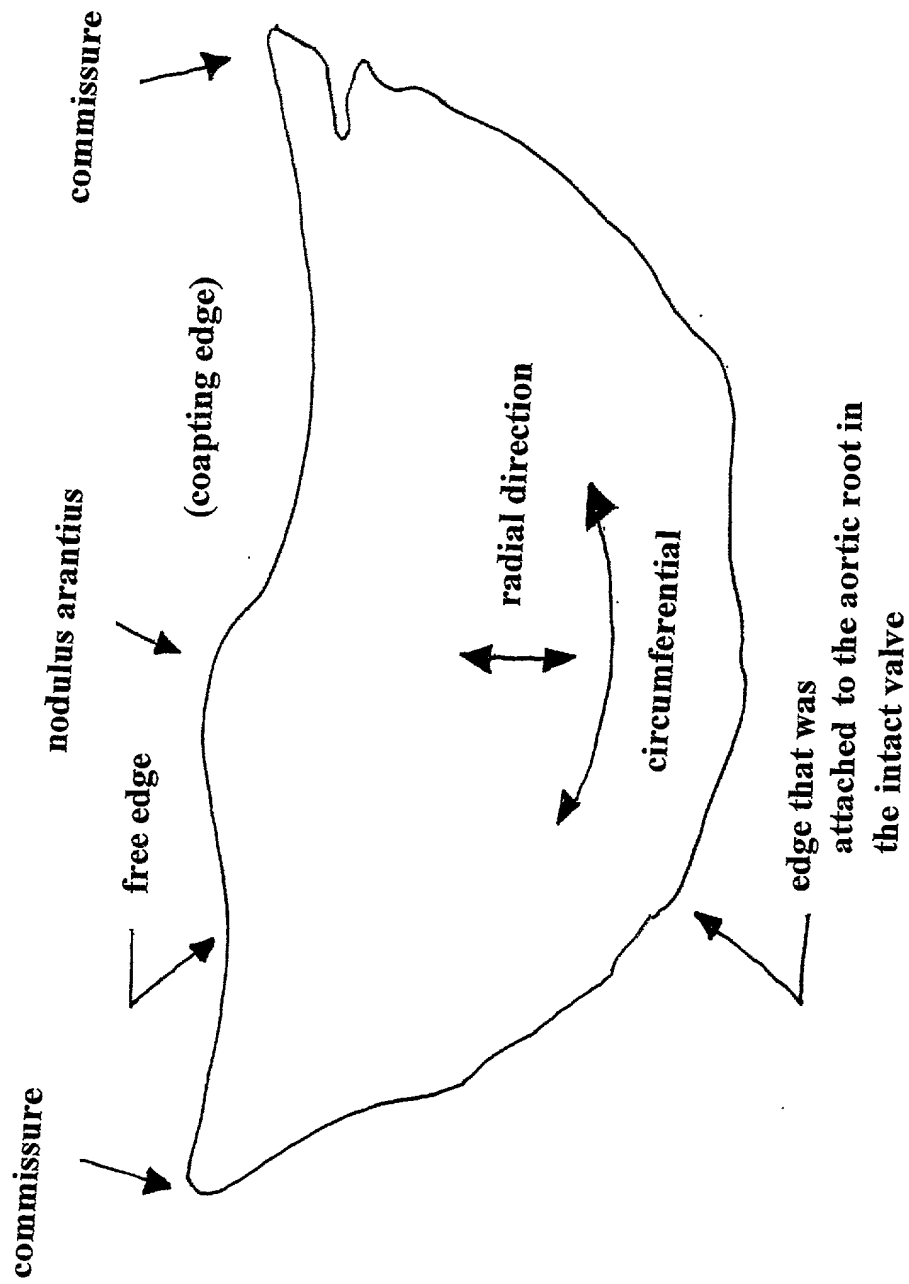 commissure
nodulus arantius
commissure
free edge
(coapting edge)
radial direction
circumferential
edge that was
attached to the aortic root in
the intact valve